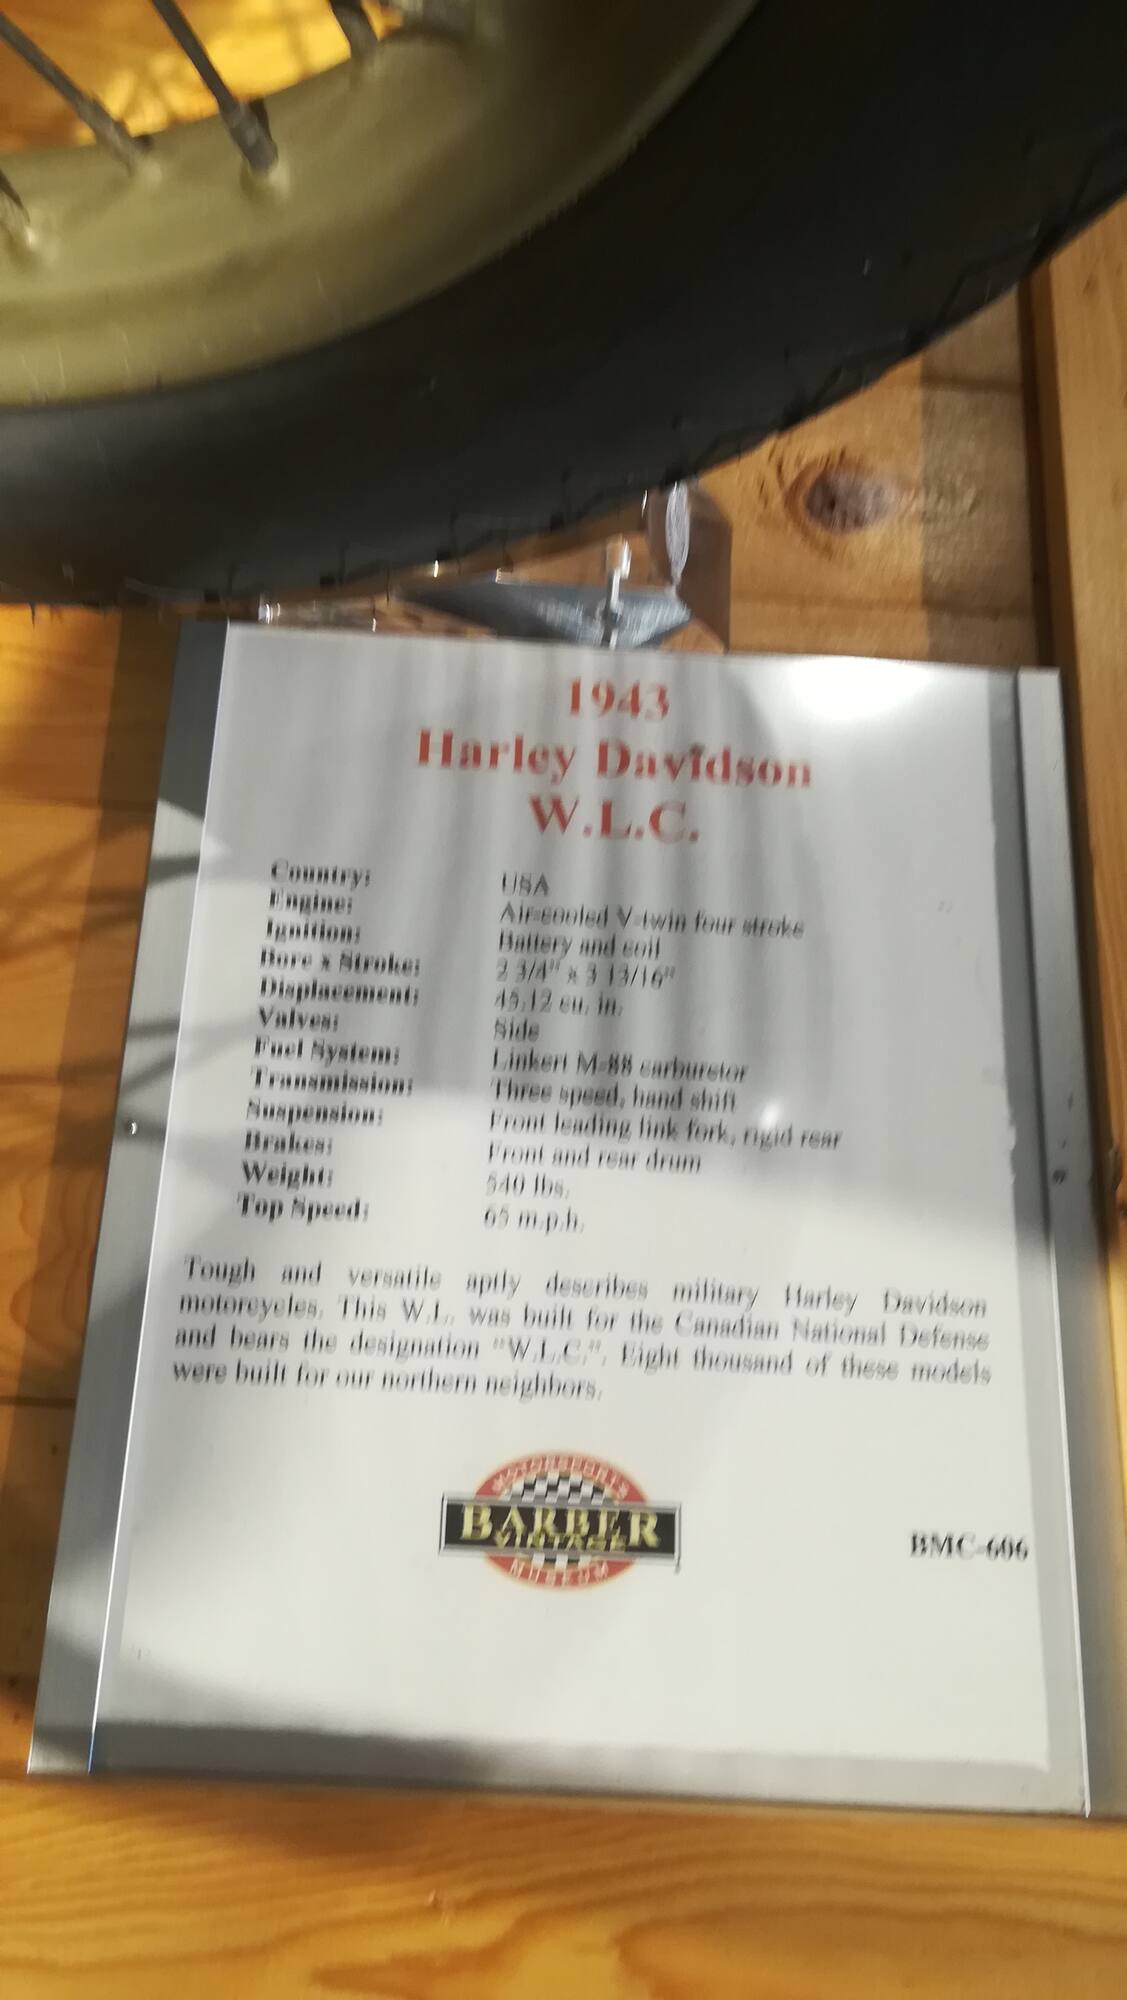 1943
Harley Davidson
W.L.C.
Country: USA
Engine: Air-cooled V-twin four stroke
Ignition: Battery and coil
Bore x Stroke: 2 3/4" x 3 13/16"
Displacement: 45.12 cu. in.
Valves: Side
Fuel System: Linkert M-88 carburetor
Transmission: Three speed, hand shift
Suspension: Front leading link fork, rigid rear
Brakes: Front and rear drum
Weight: 540 lbs.
Top Speed: 65 m.p.h.
Tough and versatile aptly describes military Harley Davidson
motorcycles. This W.L. was built for the Canadian National Defense
and bears the designation "W.L.C.". Eight thousand of these models
were built for our northern neighbors.
MOTORSPORTS
BARBER
VINTAGE
MUSEUM
BMC-606